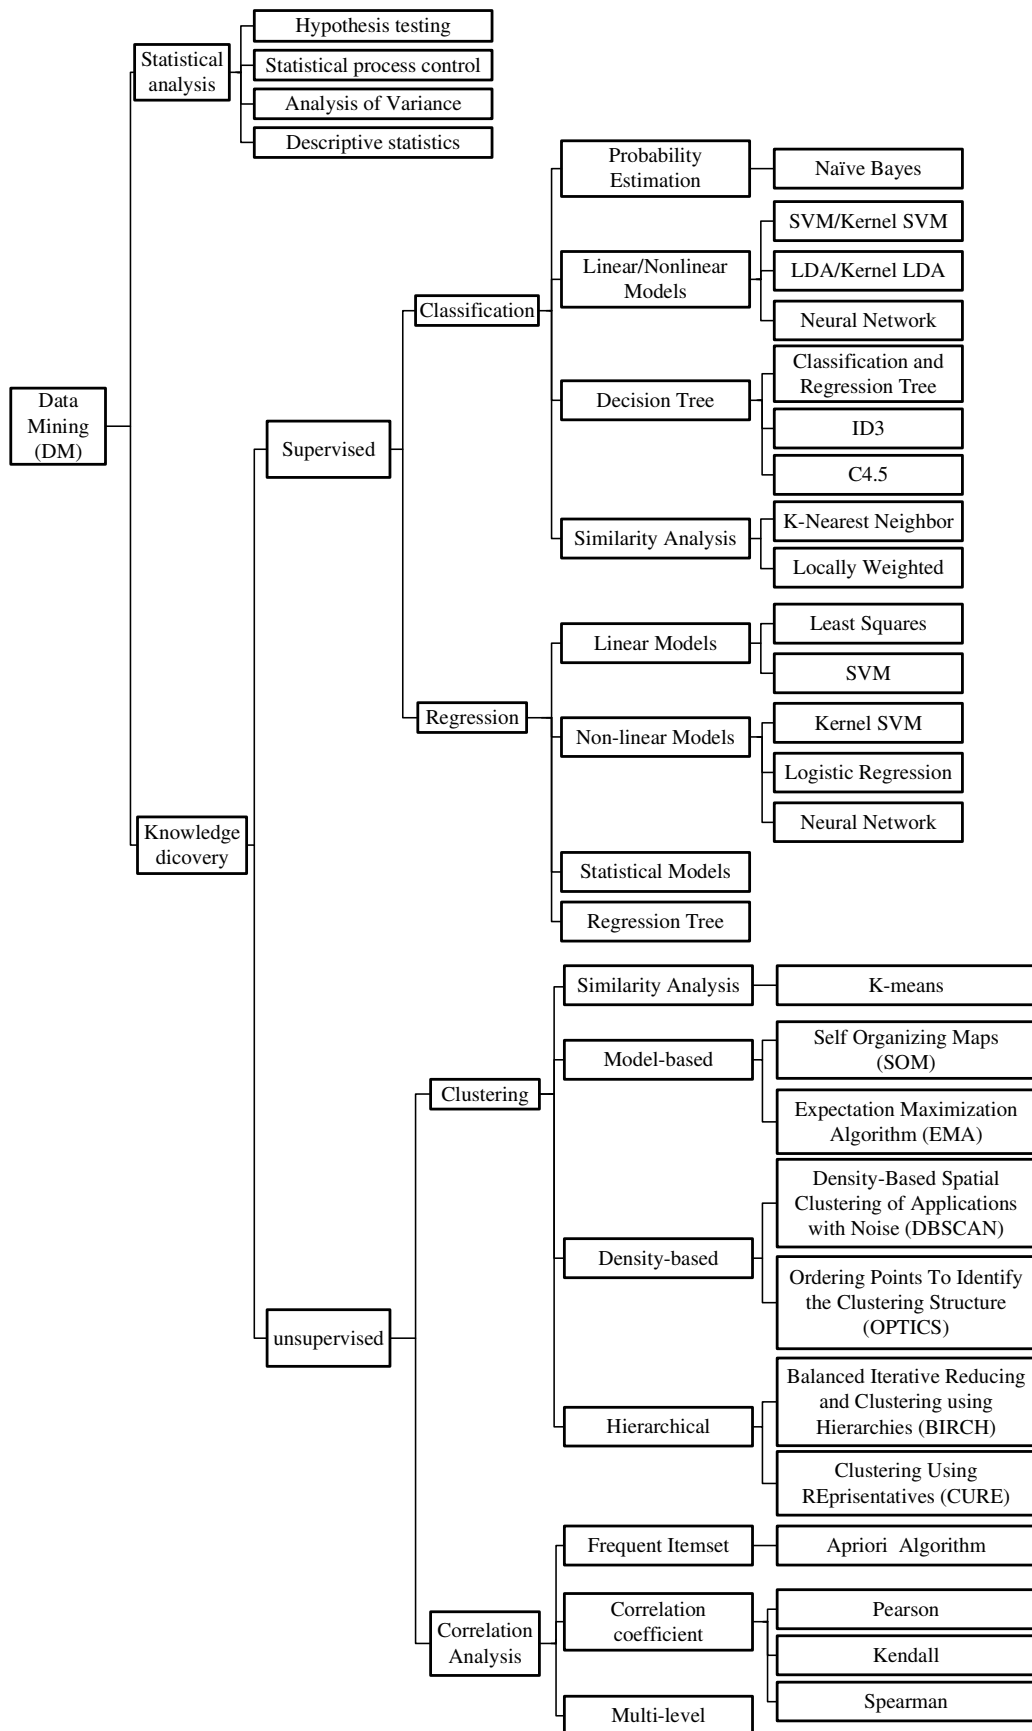 Hypothesis testing
Statistical
analysis
Statistical process control
Analysis of Variance
Descriptive statistics
Probability
Estimation
Naïve Bayes
SVM/Kernel SVM
Linear/Nonlinear
Models
LDA/Kernel LDA
Classification
Neural Network
Classification and
Regression Tree
Data
Mining
(DM)
Decision Tree
ID3
Supervised
C4.5
K-Nearest Neighbor
Similarity Analysis
Locally Weighted
Least Squares
Linear Models
SVM
Regression
Kernel SVM
Non-linear Models
Logistic Regression
Neural Network
Knowledge
dicovery
Statistical Models
Regression Tree
Similarity Analysis
K-means
Self Organizing Maps
(SOM)
Model-based
Clustering
Expectation Maximization
Algorithm (EMA)
Density-Based Spatial
Clustering of Applications
with Noise (DBSCAN)
Density-based
Ordering Points To Identify
the Clustering Structure
(OPTICS)
unsupervised
Balanced Iterative Reducing
and Clustering using
Hierarchies (BIRCH)
Hierarchical
Clustering Using
REprisentatives (CURE)
Frequent Itemset
Apriori Algorithm
Correlation
coefficient
Pearson
Correlation
Analysis
Kendall
Spearman
Multi-level